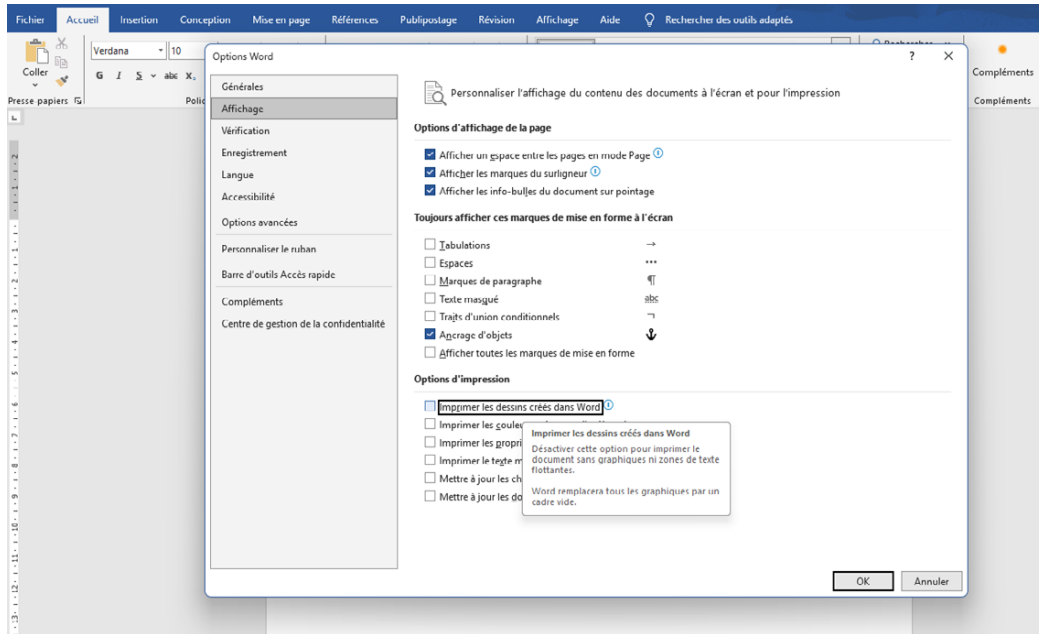 Fichier Accueil Insertion Conception Mise en page Références Publipostage Révision Affichage Aide Rechercher des outils adaptés
Coller
Verdana 10
G I S abc X₂
Presse-papiers
Compléments
Compléments
Options Word ? ×
Générales
Affichage
Vérification
Enregistrement
Langue
Accessibilité
Options avancées
Personnaliser le ruban
Barre d'outils Accès rapide
Compléments
Centre de gestion de la confidentialité
Personnaliser l'affichage du contenu des documents à l'écran et pour l'impression
Options d'affichage de la page
Afficher un espace entre les pages en mode Page
Afficher les marques du surligneur
Afficher les info-bulles du document sur pointage
Toujours afficher ces marques de mise en forme à l'écran
Tabulations →
Espaces •••
Marques de paragraphe ¶
Texte masqué abc
Traits d'union conditionnels ¬
Ancrage d'objets
Afficher toutes les marques de mise en forme
Options d'impression
Imprimer les dessins créés dans Word
Imprimer les
Imprimer les
Imprimer le texte
Mettre à jour les
Mettre à jour les
Imprimer les dessins créés dans Word
Désactiver cette option pour imprimer le
document sans graphiques ni zones de texte
flottantes.
Word remplacera tous les graphiques par un
cadre vide.
OK Annuler